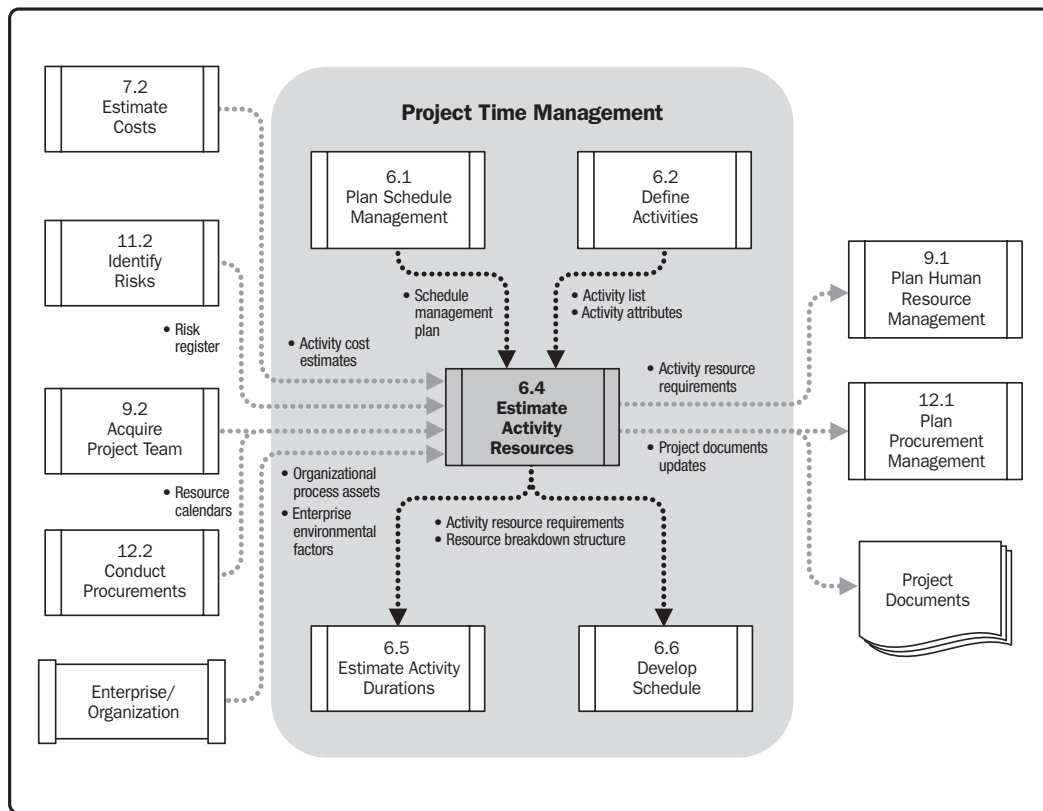 Project Time Management
7.2
Estimate
Costs
6.1
Plan Schedule
Management
6.2
Define
Activities
11.2
Identify
Risks
• Risk
register
• Schedule
management
plan
• Activity list
• Activity attributes
9.1
Plan Human
Resource
Management
• Activity cost
estimates
6.4
Estimate
Activity
Resources
• Activity resource
requirements
9.2
Acquire
Project Team
12.1
Plan
Procurement
Management
• Project documents
updates
• Resource
calendars
• Organizational
process assets
• Enterprise
environmental
factors
• Activity resource requirements
• Resource breakdown structure
12.2
Conduct
Procurements
Project
Documents
6.5
Estimate Activity
Durations
6.6
Develop
Schedule
Enterprise/
Organization